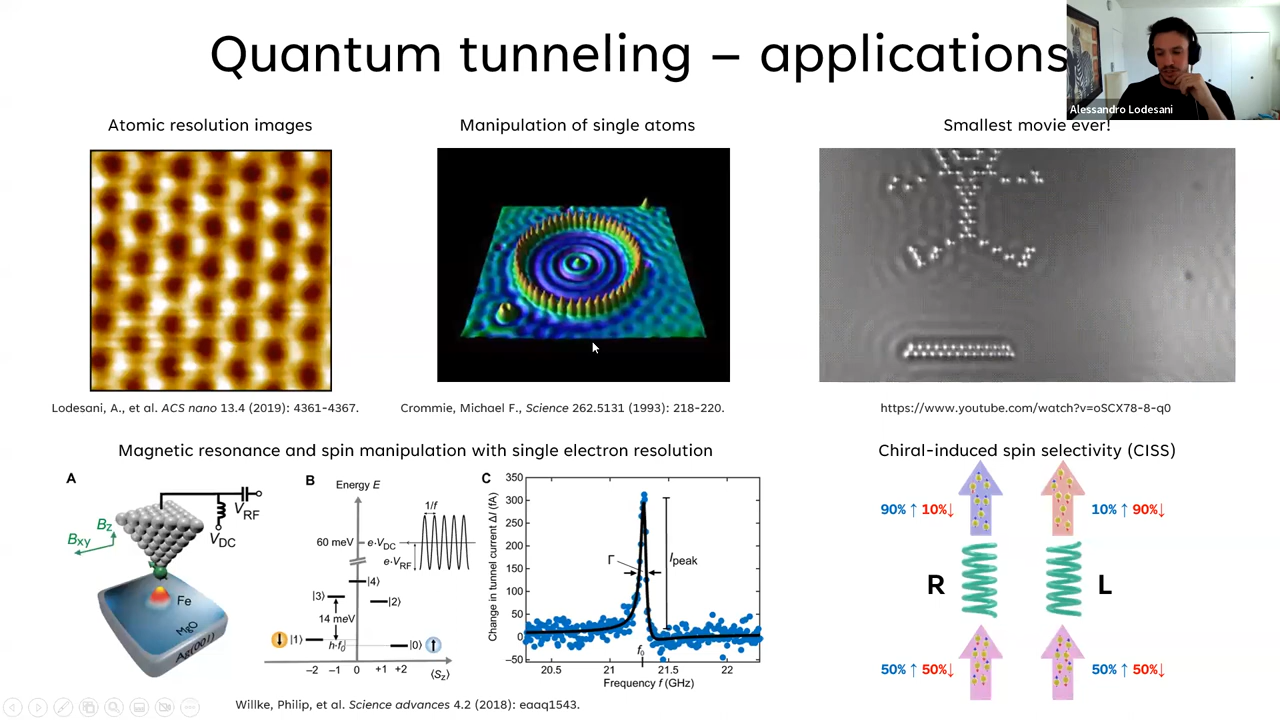 Quantum tunneling – applications
Alessandro Lodesani
Atomic resolution images
Manipulation of single atoms
Smallest movie ever!
Lodesani, A., et al. ACS nano 13.4 (2019): 4361-4367.
Crommie, Michael F., Science 262.5131 (1993): 218-220.
https://www.youtube.com/watch?v=oSCX78-8-q0
Magnetic resonance and spin manipulation with single electron resolution
Chiral-induced spin selectivity (CISS)
A
V_RF
V_DC
B_z
B_xy
Fe
MgO
Ag(001)
B
Energy E
1/f
60 meV
e·V_DC
e·V_RF
|4⟩
|3⟩
|2⟩
14 meV
|1⟩
h·f_0
|0⟩
−2 −1 0 +1 +2
⟨S_z⟩
C
Change in tunnel current ΔI (fA)
350
300
250
200
150
100
50
0
−50
Γ
I_peak
f_0
20.5 21 21.5 22
Frequency f (GHz)
90% ↑ 10%↓
10% ↑ 90%↓
R
L
50% ↑ 50%↓
50% ↑ 50%↓
Willke, Philip, et al. Science advances 4.2 (2018): eaaq1543.